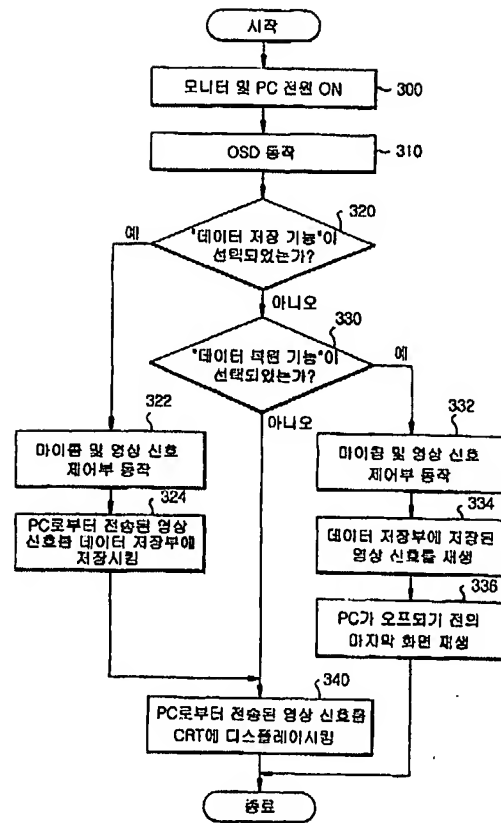 시작
모니터 및 PC 전원 ON
300
OSD 동작
310
320
"데이터 저장 기능"이
선택되었는가?
예
아니오
330
"데이터 복원 기능"이
선택되었는가?
예
아니오
322
마이콤 및 영상 신호
제어부 동작
324
PC로부터 전송된 영상
신호를 데이터 저장부에
저장시킴
332
마이콤 및 영상 신호
제어부 동작
334
데이터 저장부에 저장된
영상 신호를 재생
336
PC가 오프되기 전의
마지막 화면 재생
340
PC로부터 전송된 영상 신호를
CRT에 디스플레이시킴
종료